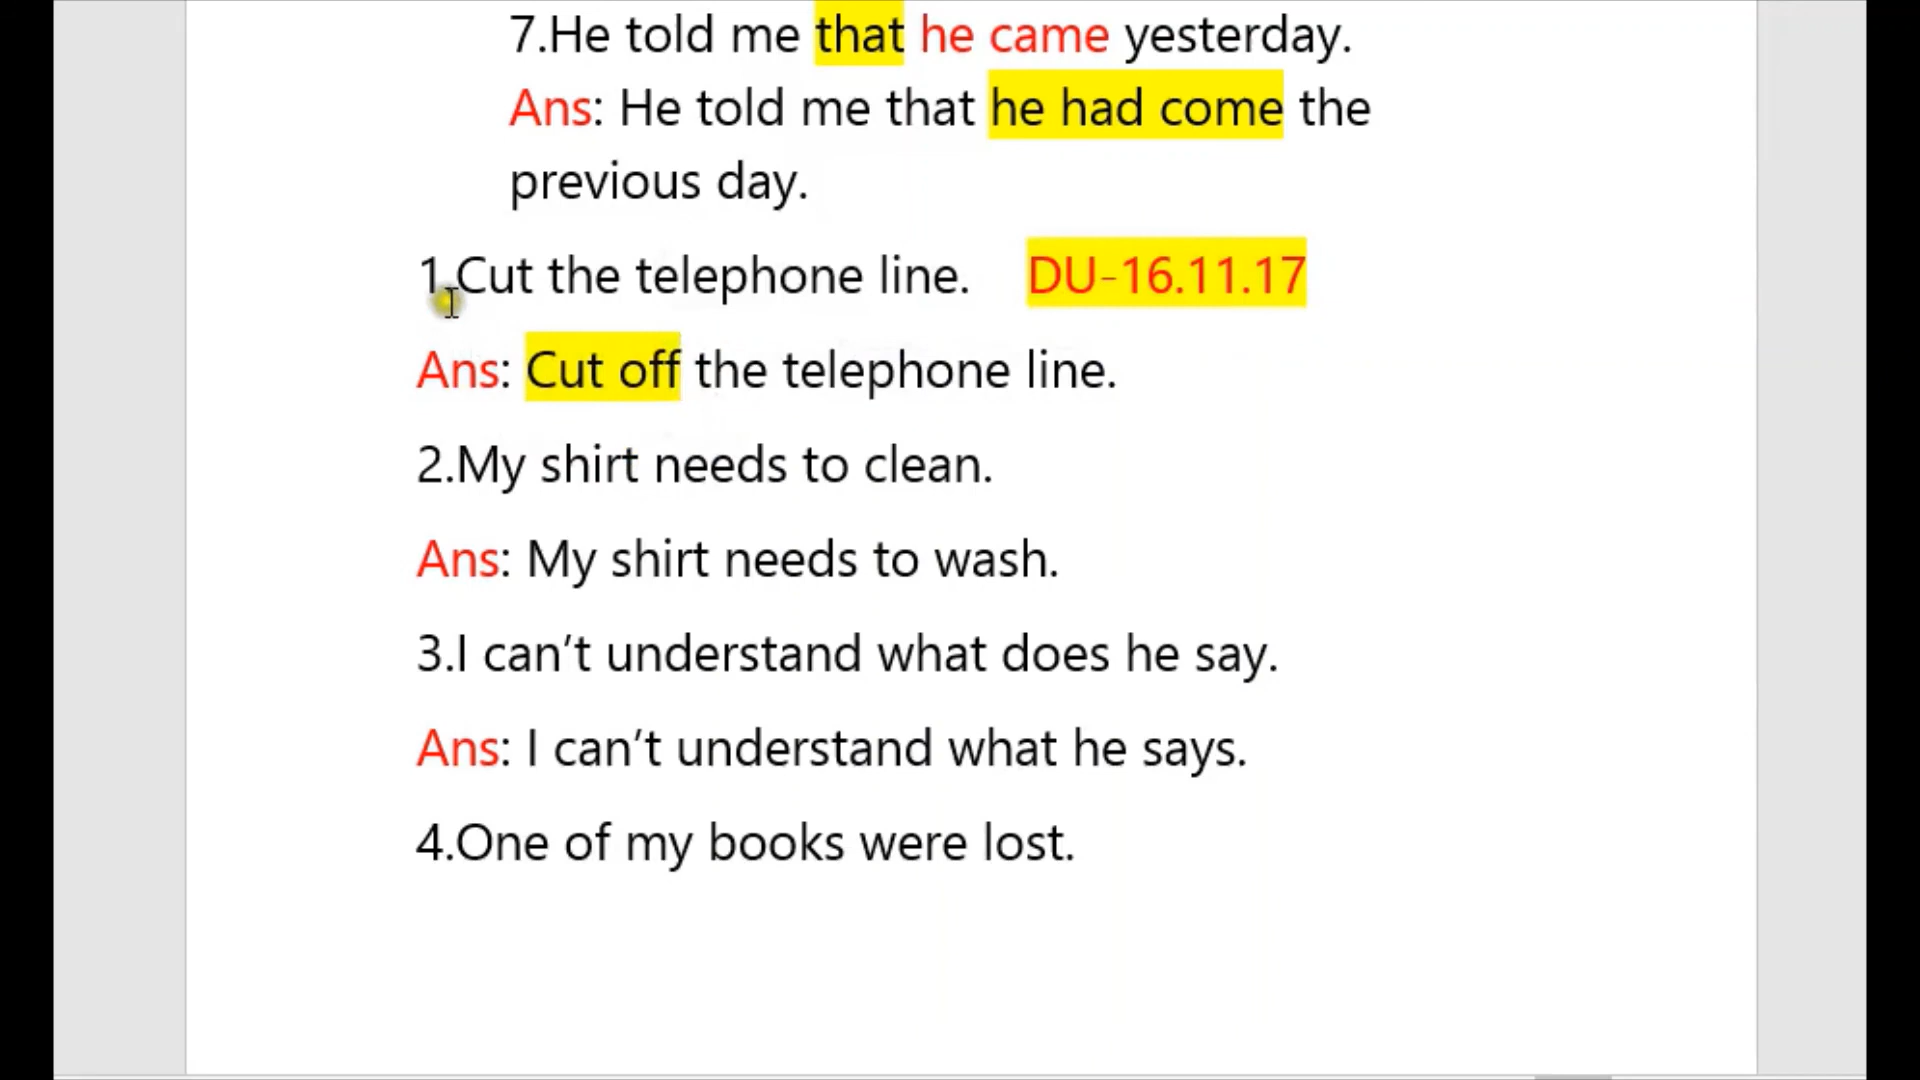 7.He told me that he came yesterday.
Ans: He told me that he had come the
previous day.
1.Cut the telephone line. DU-16.11.17
Ans: Cut off the telephone line.
2.My shirt needs to clean.
Ans: My shirt needs to wash.
3.I can’t understand what does he say.
Ans: I can’t understand what he says.
4.One of my books were lost.